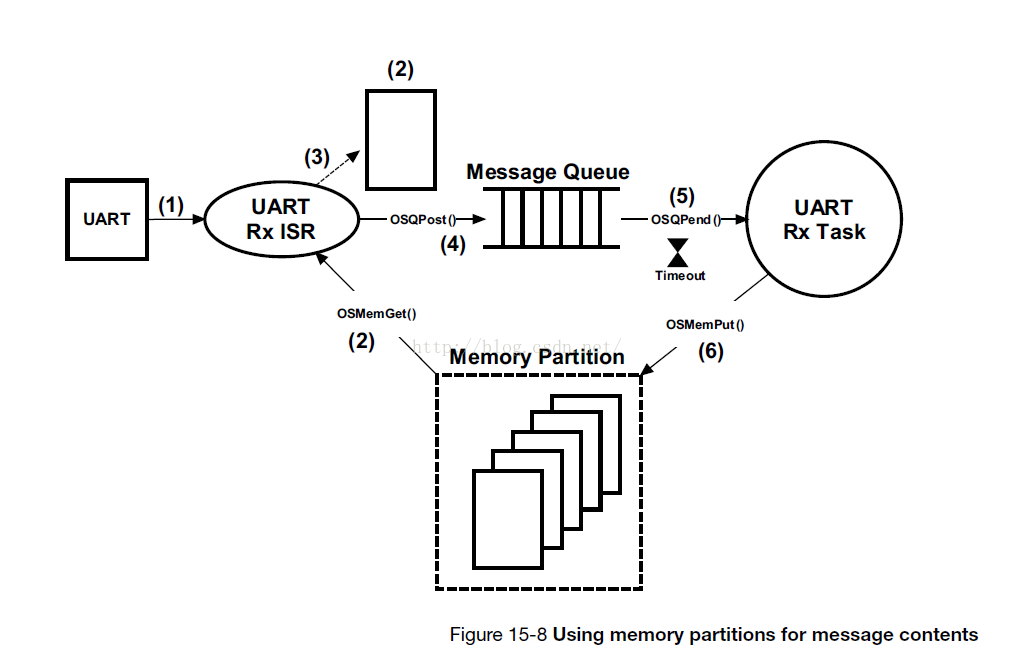 (2)
(3)
Message Queue
(5)
UART
(1)
UART
Rx ISR
OSQPost()
(4)
OSQPend()
UART
Rx Task
Timeout
OSMemGet()
(2)
OSMemPut()
(6)
http://blog.csdn.net/
Memory Partition
Figure 15-8 Using memory partitions for message contents